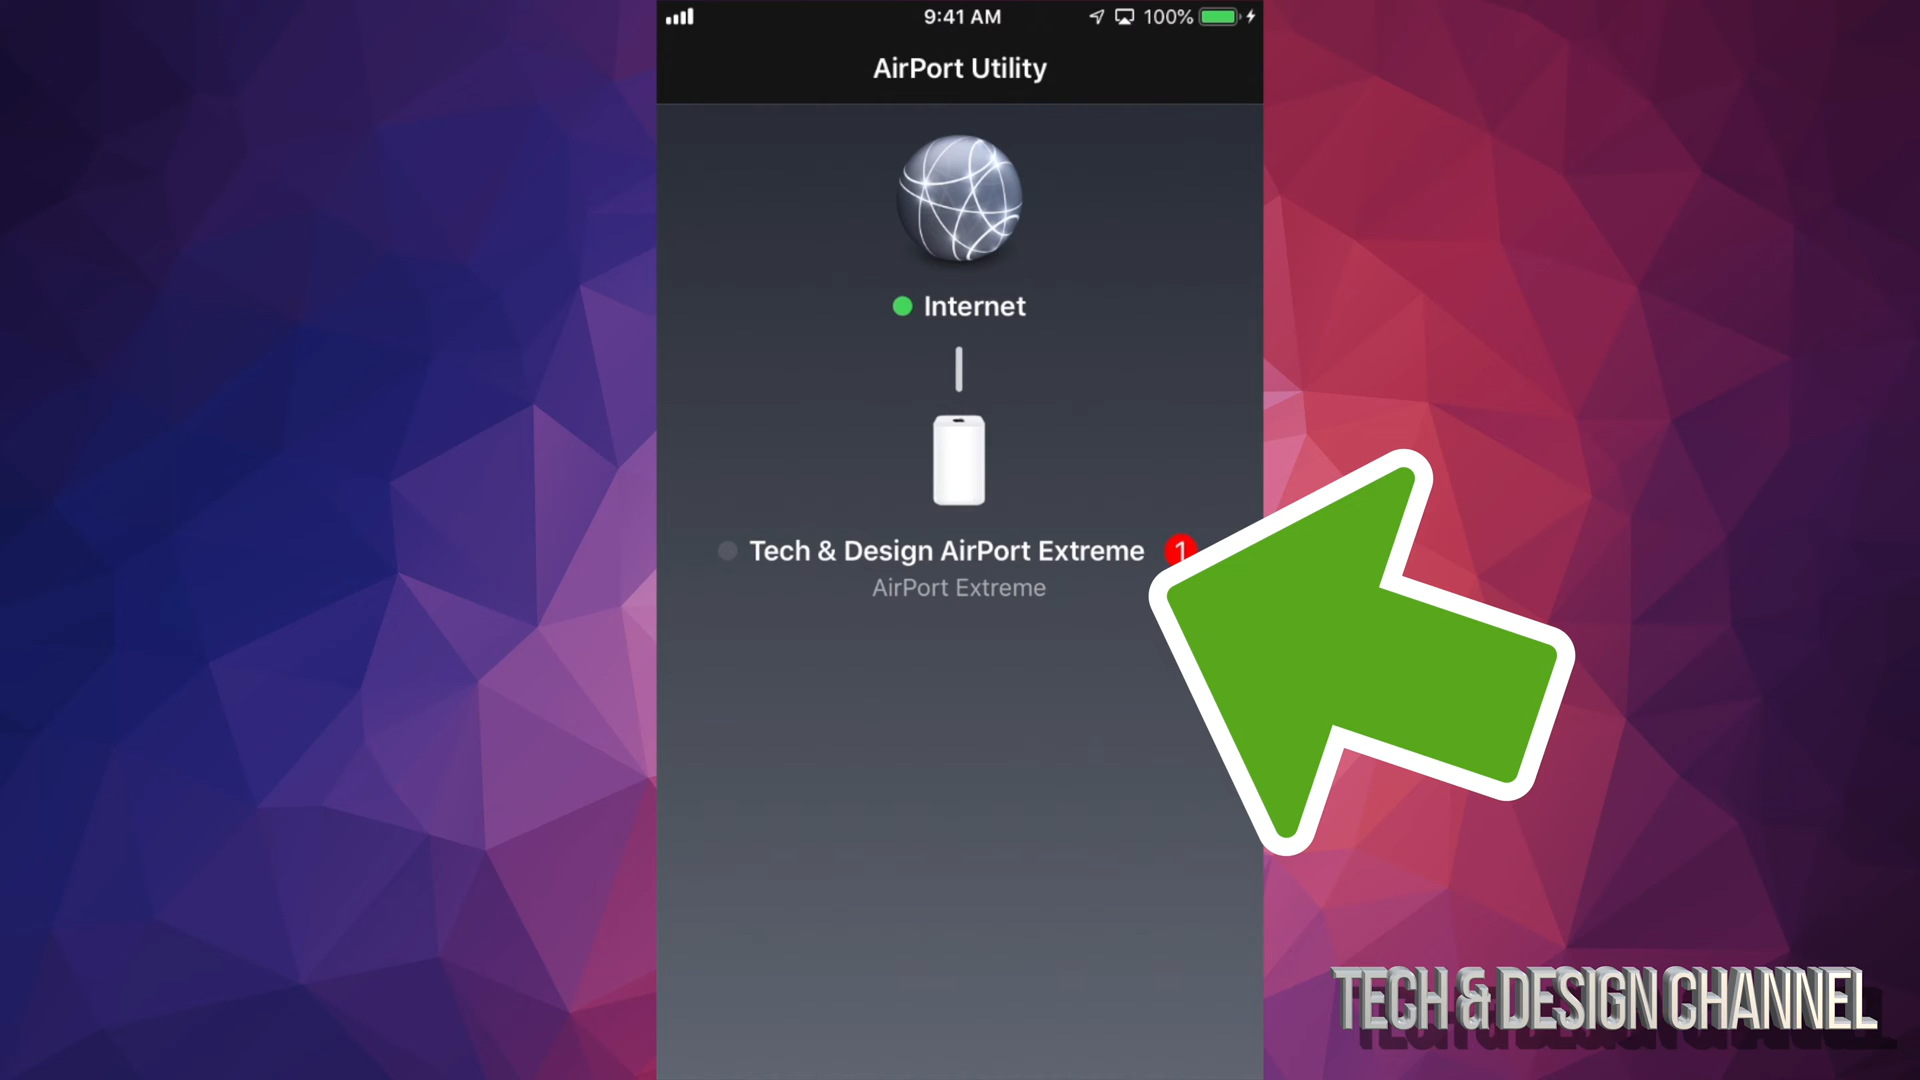 9:41 AM
100%
AirPort Utility
Internet
Tech & Design AirPort Extreme
1
AirPort Extreme
TECH & DESIGN CHANNEL